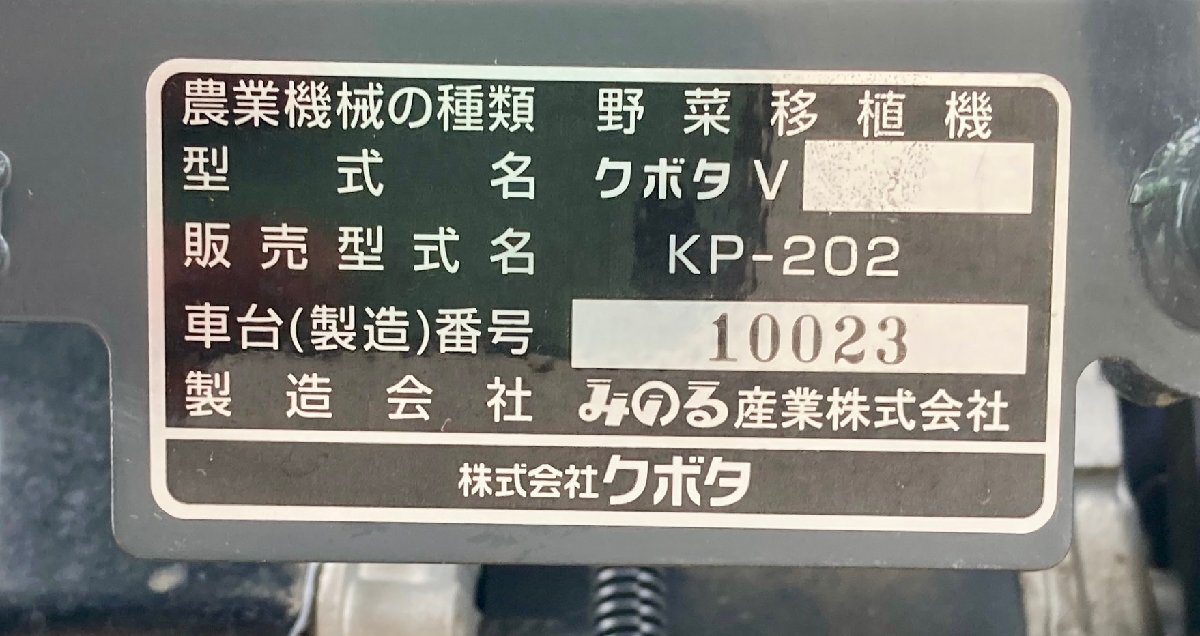 農業機械の種類 野菜移植機
型式名 クボタV
販売型式名 KP-202
車台(製造)番号 10023
製造会社 みのる産業株式会社
株式会社クボタ